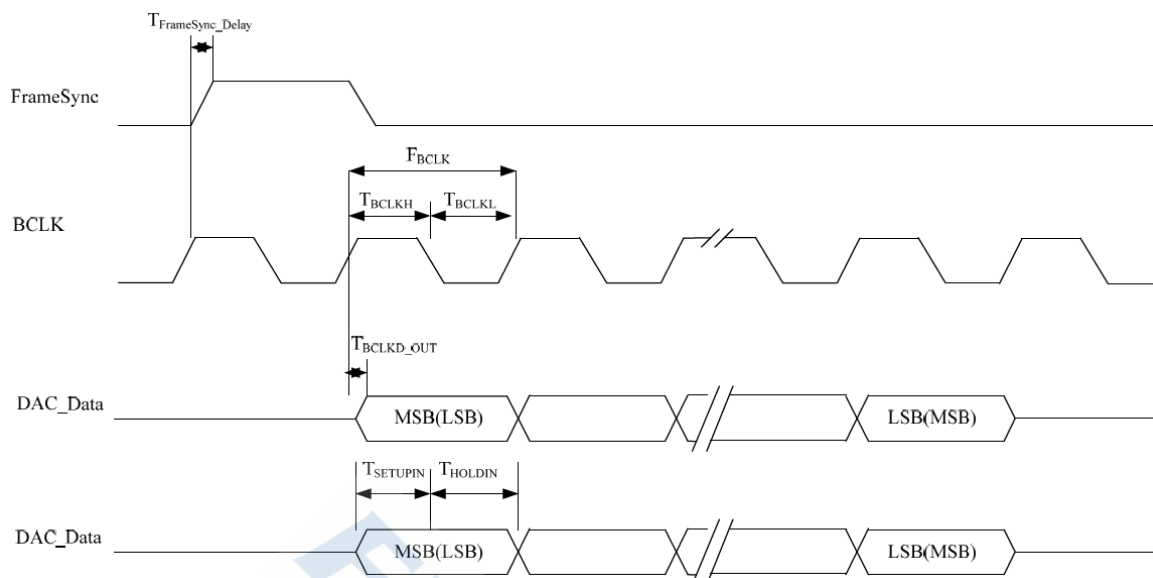 TFrameSync_Delay
FrameSync
FBCLK
TBCLKH TBCLKL
BCLK
TBCLKD_OUT
DAC_Data MSB(LSB) LSB(MSB)
TSETUPIN THOLDIN
DAC_Data MSB(LSB) LSB(MSB)